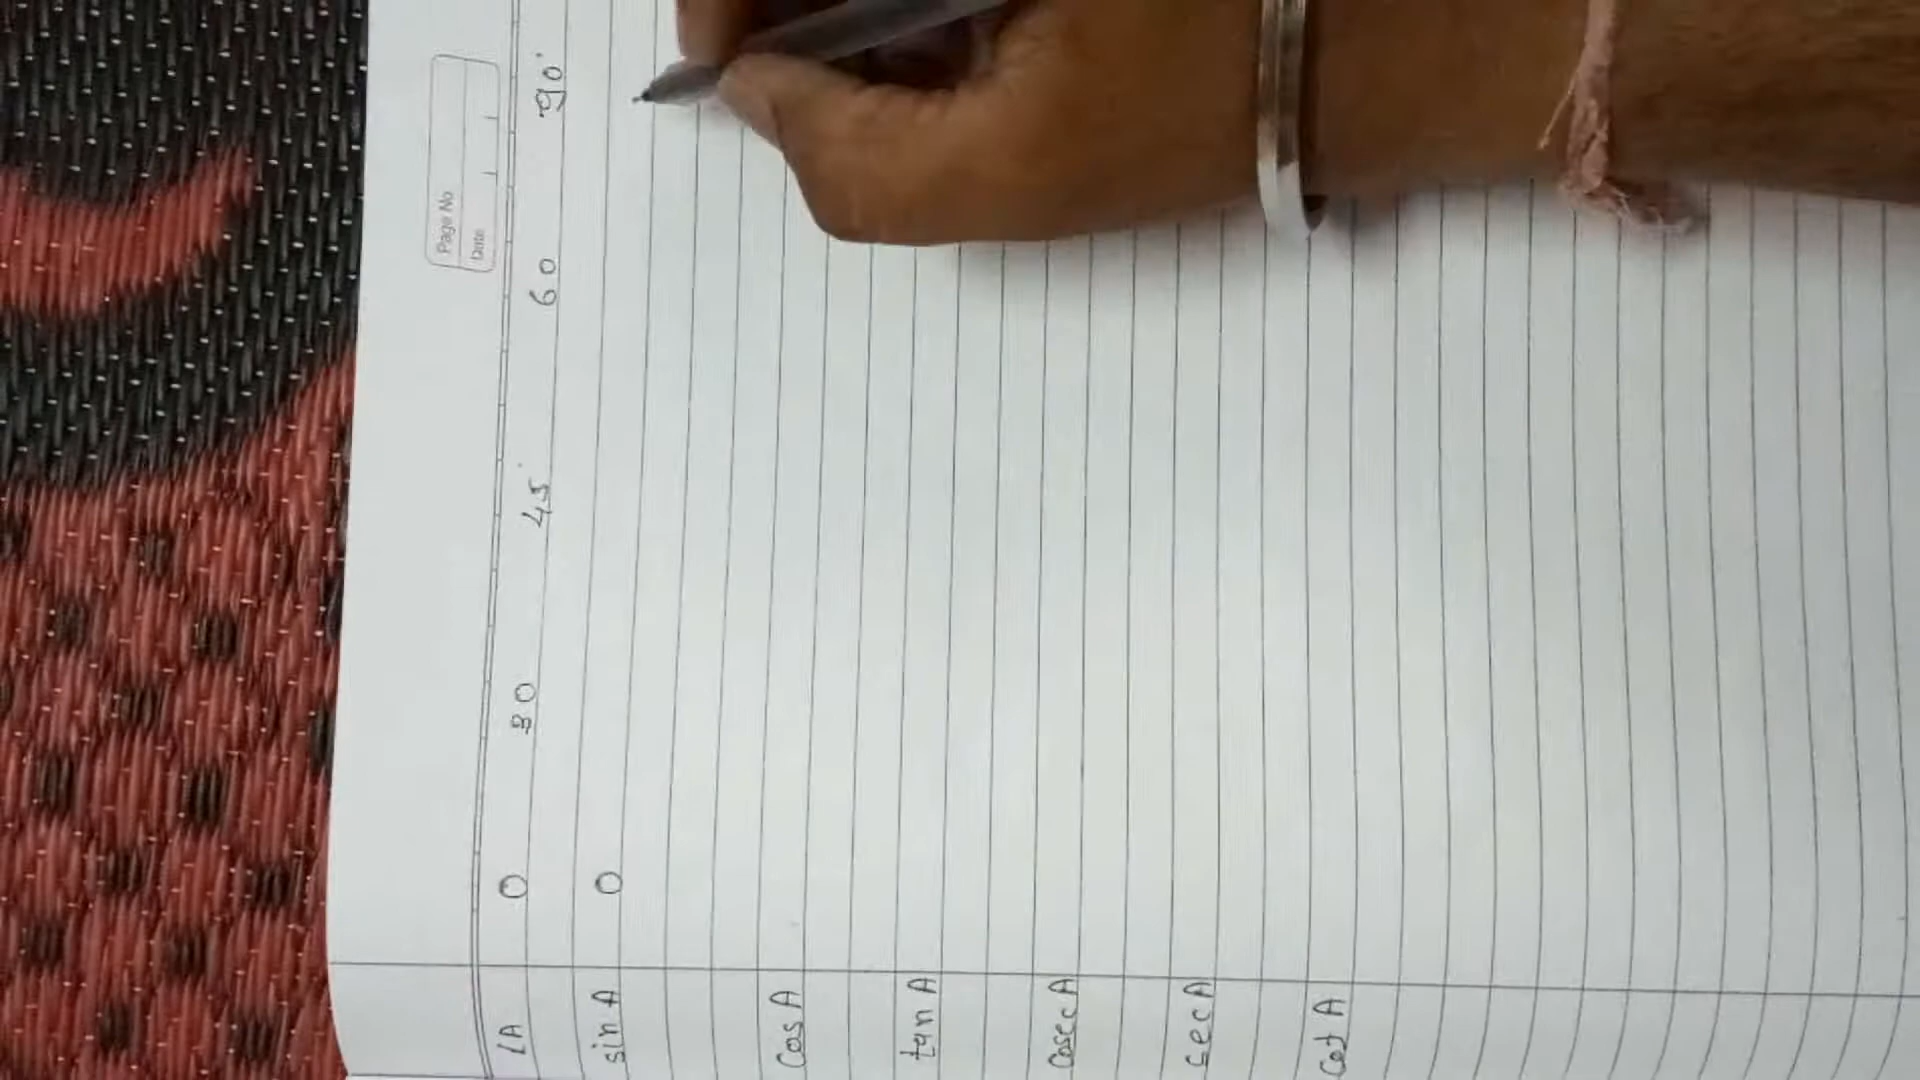 Page No
Date
∠A 0 30 45° 60 90°
sin A 0
Cos A
tan A
Cosec A
Sec A
Cot A